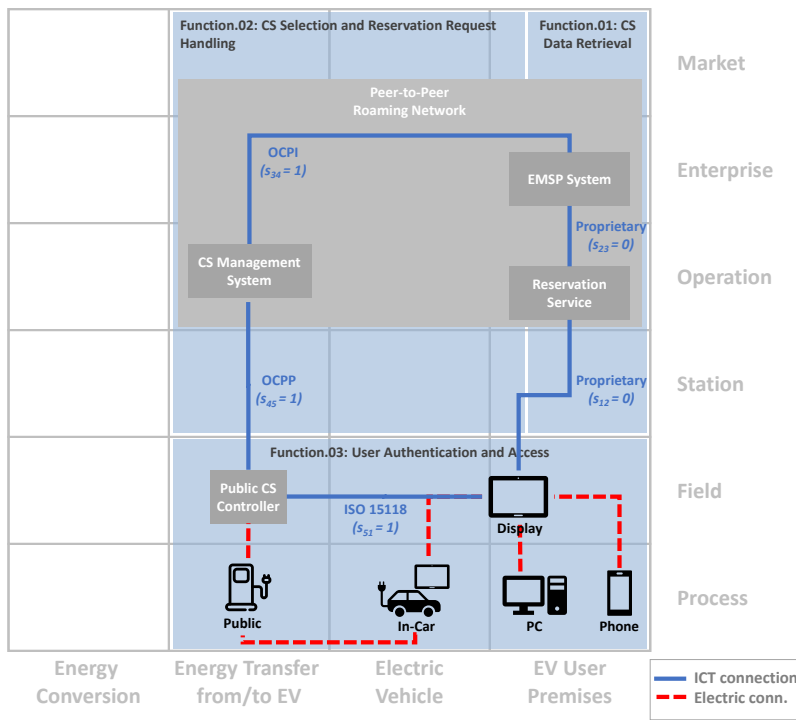 Function.02: CS Selection and Reservation Request
Handling
Function.01: CS
Data Retrieval
Market
Peer-to-Peer
Roaming Network
OCPI
(s34 = 1)
EMSP System
Enterprise
Proprietary
(s23 = 0)
CS Management
System
Reservation
Service
Operation
OCPP
(s45 = 1)
Proprietary
(s12 = 0)
Station
Function.03: User Authentication and Access
Public CS
Controller
ISO 15118
(s51 = 1)
Display
Field
Public
In-Car
PC
Phone
Process
Energy
Conversion
Energy Transfer
from/to EV
Electric
Vehicle
EV User
Premises
ICT connection
Electric conn.